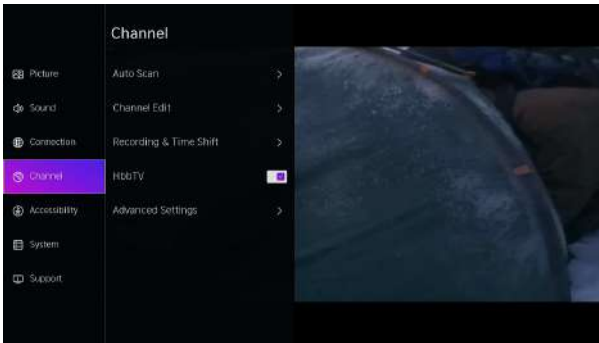 Channel
Picture
Sound
Connection
Channel
Accessibility
System
Support
Auto Scan
Channel Edit
Recording & Time Shift
HbbTV
Advanced Settings